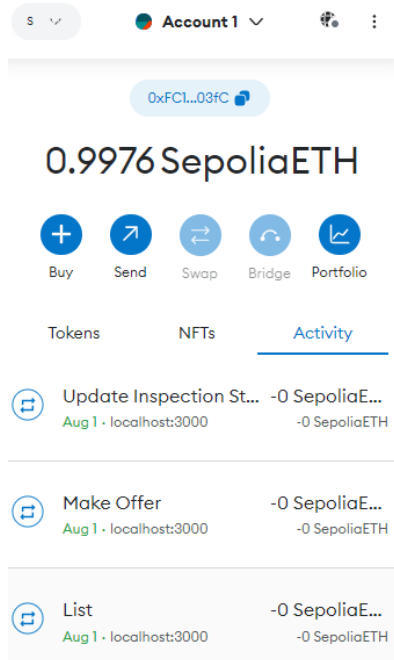 S
Account 1
0xFC1...03fC
0.9976 SepoliaETH
Buy Send Swap Bridge Portfolio
Tokens NFTs Activity
Update Inspection St... -0 SepoliaE...
Aug 1 · localhost:3000 -0 SepoliaETH
Make Offer -0 SepoliaE...
Aug 1 · localhost:3000 -0 SepoliaETH
List -0 SepoliaE...
Aug 1 · localhost:3000 -0 SepoliaETH